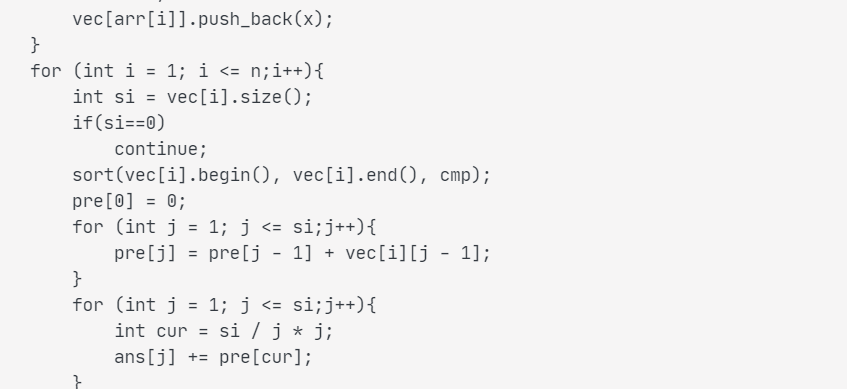 vec[arr[i]].push_back(x);
}
for (int i = 1; i <= n;i++){
int si = vec[i].size();
if(si==0)
continue;
sort(vec[i].begin(), vec[i].end(), cmp);
pre[0] = 0;
for (int j = 1; j <= si;j++){
pre[j] = pre[j - 1] + vec[i][j - 1];
}
for (int j = 1; j <= si;j++){
int cur = si / j * j;
ans[j] += pre[cur];
}